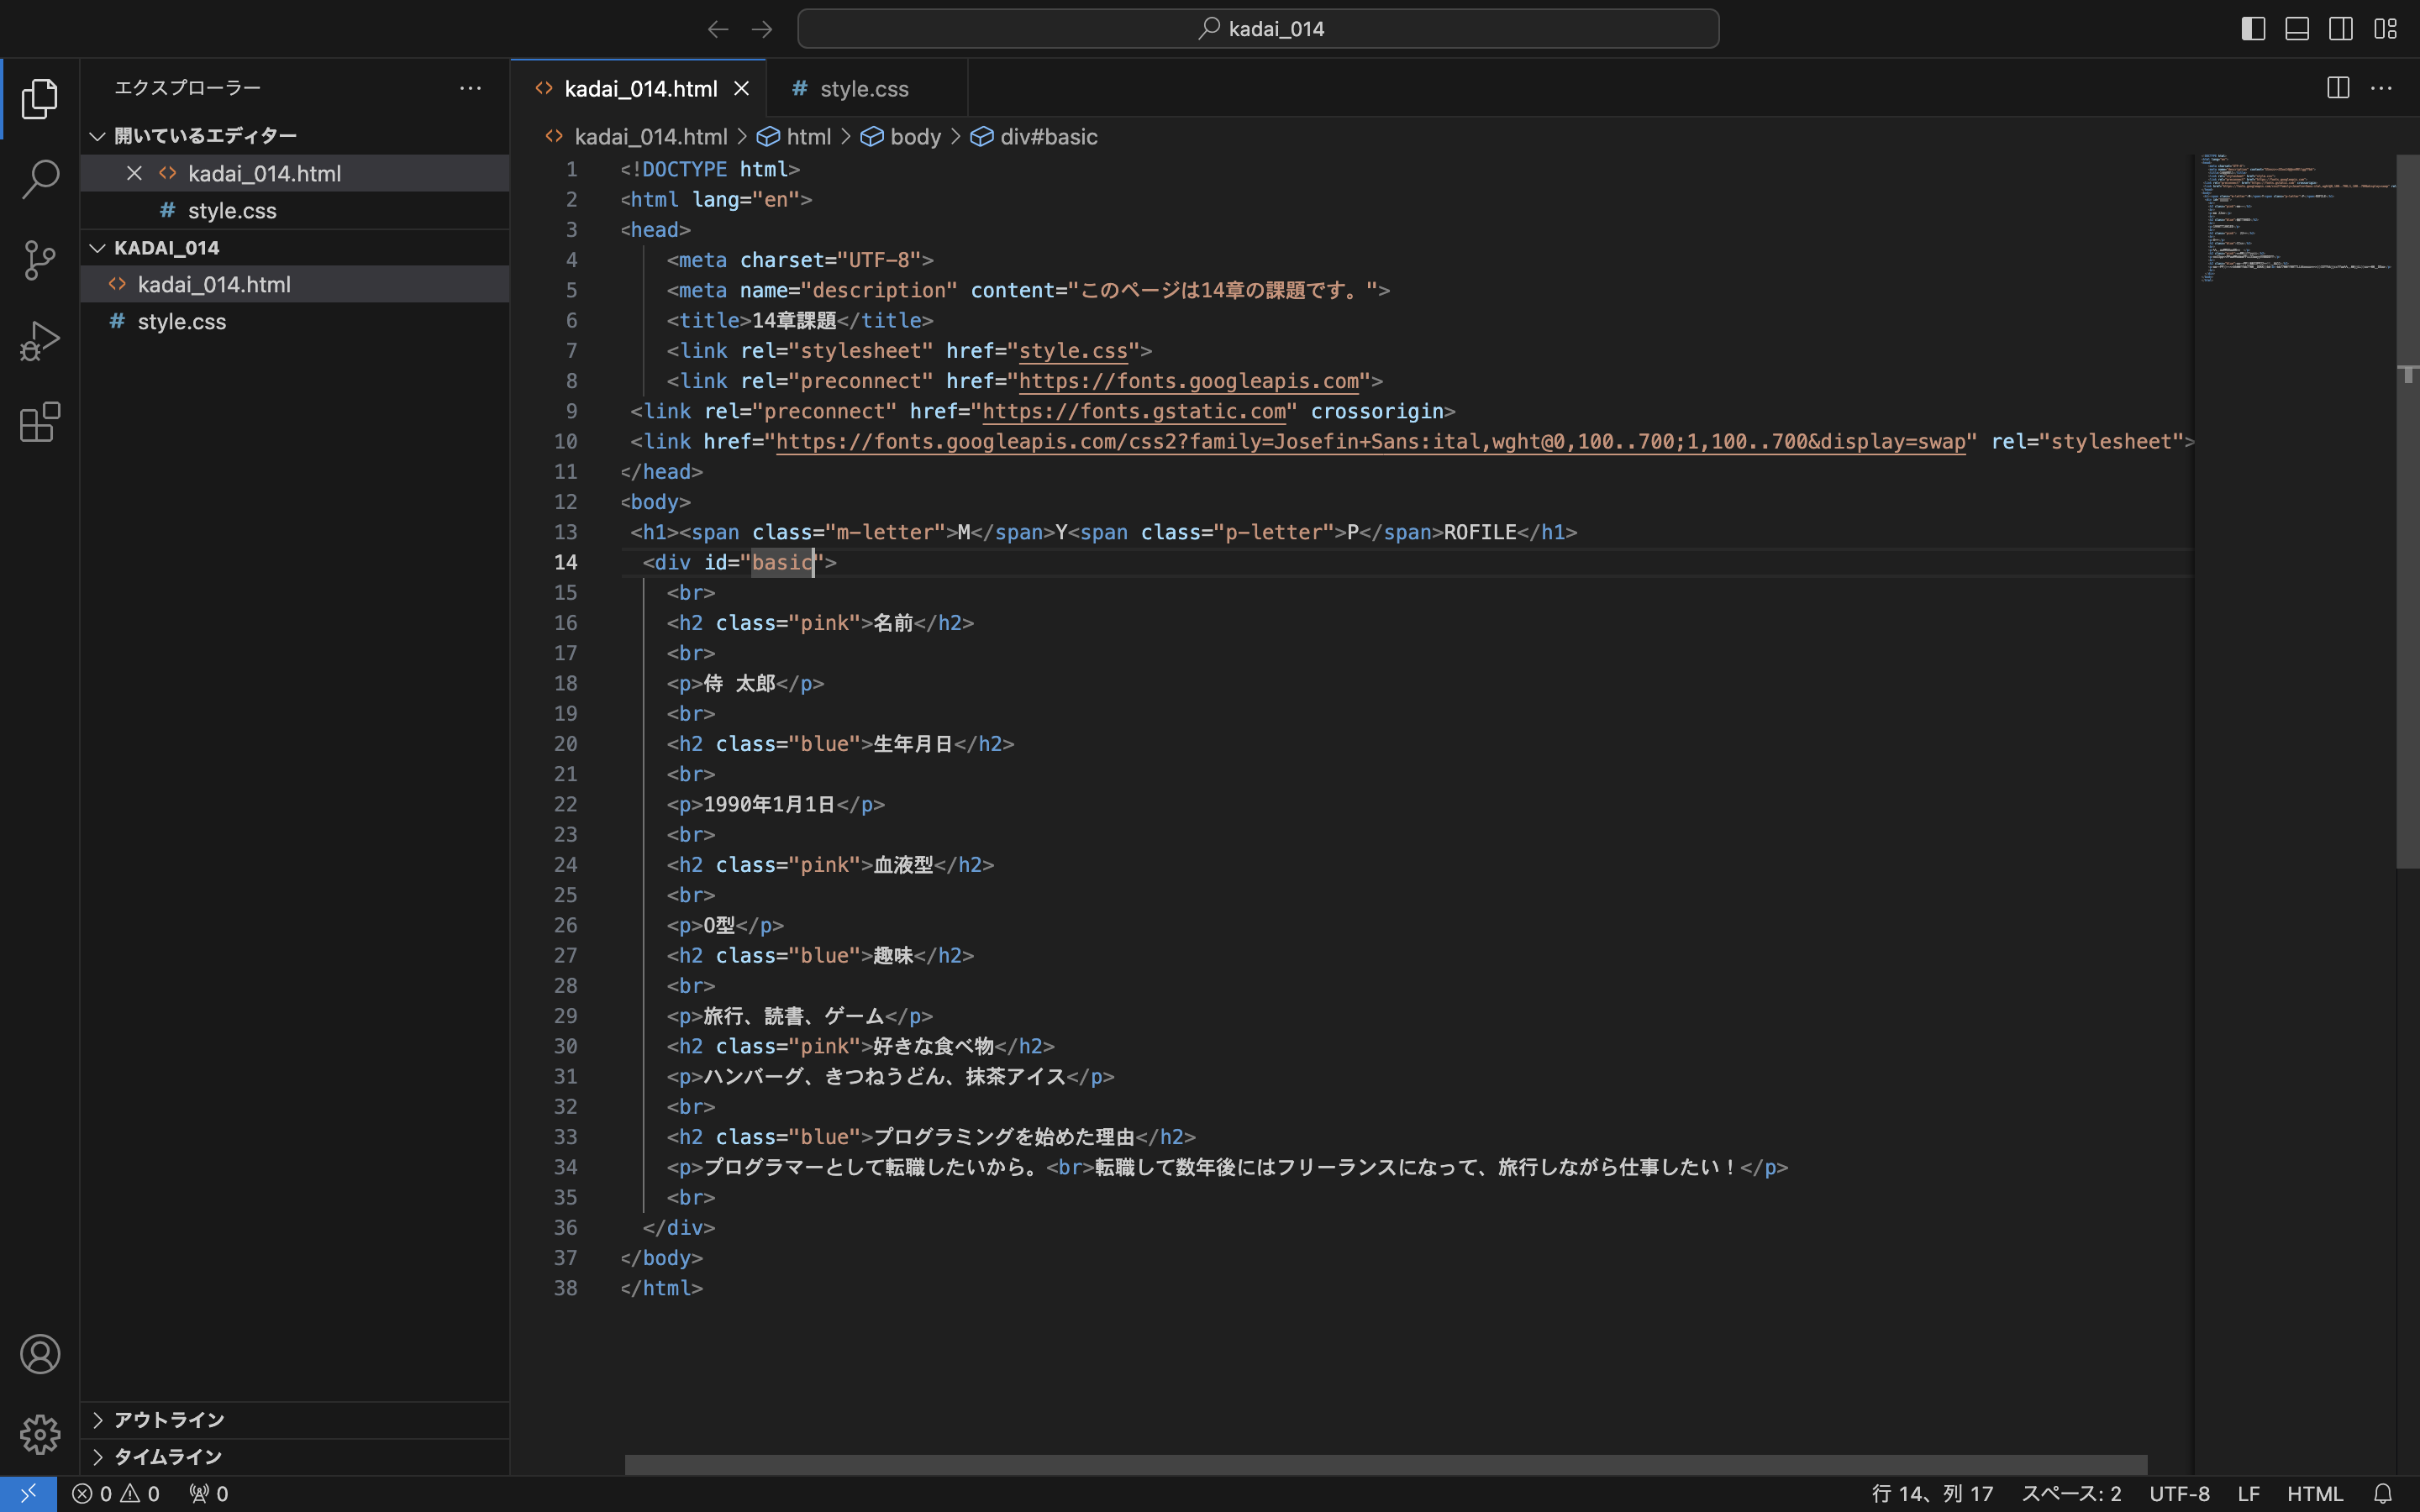 kadai_014
エクスプローラー
開いているエディター
kadai_014.html
style.css
KADAI_014
kadai_014.html
style.css
アウトライン
タイムライン
kadai_014.html
style.css
kadai_014.html > html > body > div#basic
1 <!DOCTYPE html>
2 <html lang="en">
3 <head>
4 <meta charset="UTF-8">
5 <meta name="description" content="このページは14章の課題です。">
6 <title>14章課題</title>
7 <link rel="stylesheet" href="style.css">
8 <link rel="preconnect" href="https://fonts.googleapis.com">
9 <link rel="preconnect" href="https://fonts.gstatic.com" crossorigin>
10 <link href="https://fonts.googleapis.com/css2?family=Josefin+Sans:ital,wght@0,100..700;1,100..700&display=swap" rel="stylesheet">
11 </head>
12 <body>
13 <h1><span class="m-letter">M</span>Y<span class="p-letter">P</span>ROFILE</h1>
14 <div id="basic">
15 <br>
16 <h2 class="pink">名前</h2>
17 <br>
18 <p>侍 太郎</p>
19 <br>
20 <h2 class="blue">生年月日</h2>
21 <br>
22 <p>1990年1月1日</p>
23 <br>
24 <h2 class="pink">血液型</h2>
25 <br>
26 <p>O型</p>
27 <h2 class="blue">趣味</h2>
28 <br>
29 <p>旅行、読書、ゲーム</p>
30 <h2 class="pink">好きな食べ物</h2>
31 <p>ハンバーグ、きつねうどん、抹茶アイス</p>
32 <br>
33 <h2 class="blue">プログラミングを始めた理由</h2>
34 <p>プログラマーとして転職したいから。<br>転職して数年後にはフリーランスになって、旅行しながら仕事したい！</p>
35 <br>
36 </div>
37 </body>
38 </html>
0 0 0 行 14、列 17 スペース: 2 UTF-8 LF HTML